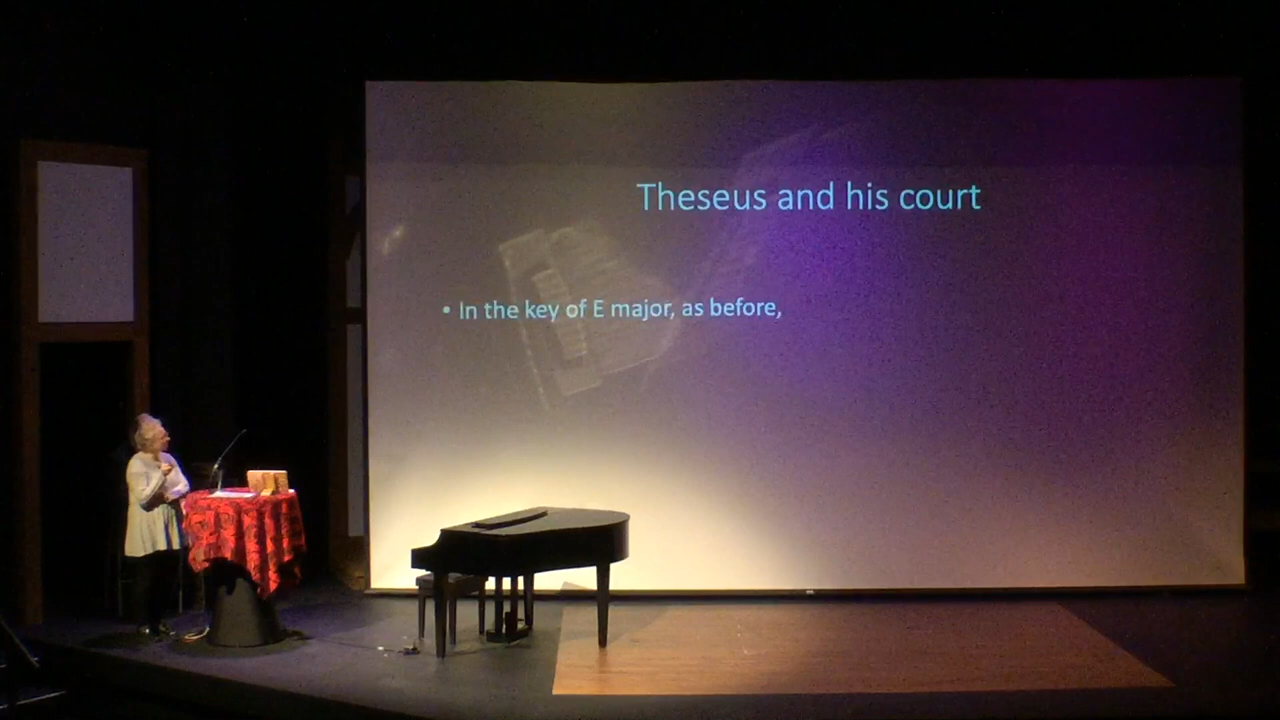 Theseus and his court
• In the key of E major, as before,